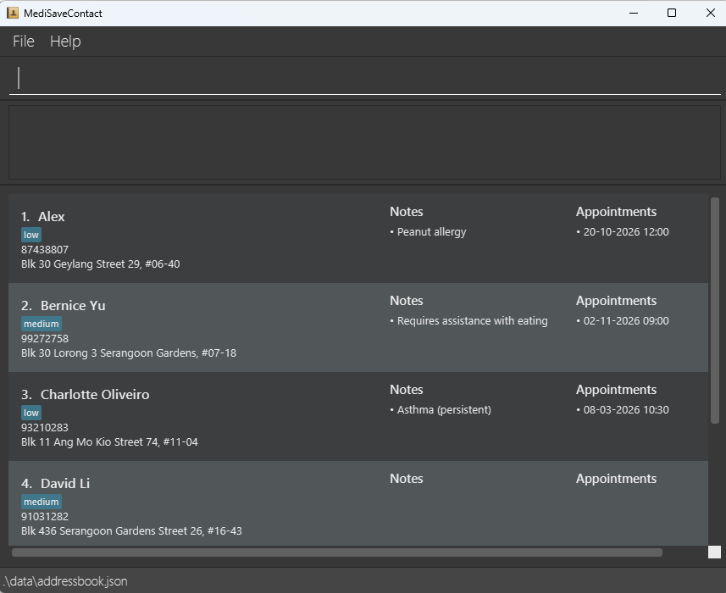 MediSaveContact
File Help
1. Alex
low
87438807
Blk 30 Geylang Street 29, #06-40
Notes
• Peanut allergy
Appointments
• 20-10-2026 12:00
2. Bernice Yu
medium
99272758
Blk 30 Lorong 3 Serangoon Gardens, #07-18
Notes
• Requires assistance with eating
Appointments
• 02-11-2026 09:00
3. Charlotte Oliveiro
low
93210283
Blk 11 Ang Mo Kio Street 74, #11-04
Notes
• Asthma (persistent)
Appointments
• 08-03-2026 10:30
4. David Li
medium
91031282
Blk 436 Serangoon Gardens Street 26, #16-43
Notes
Appointments
.\data\addressbook.json